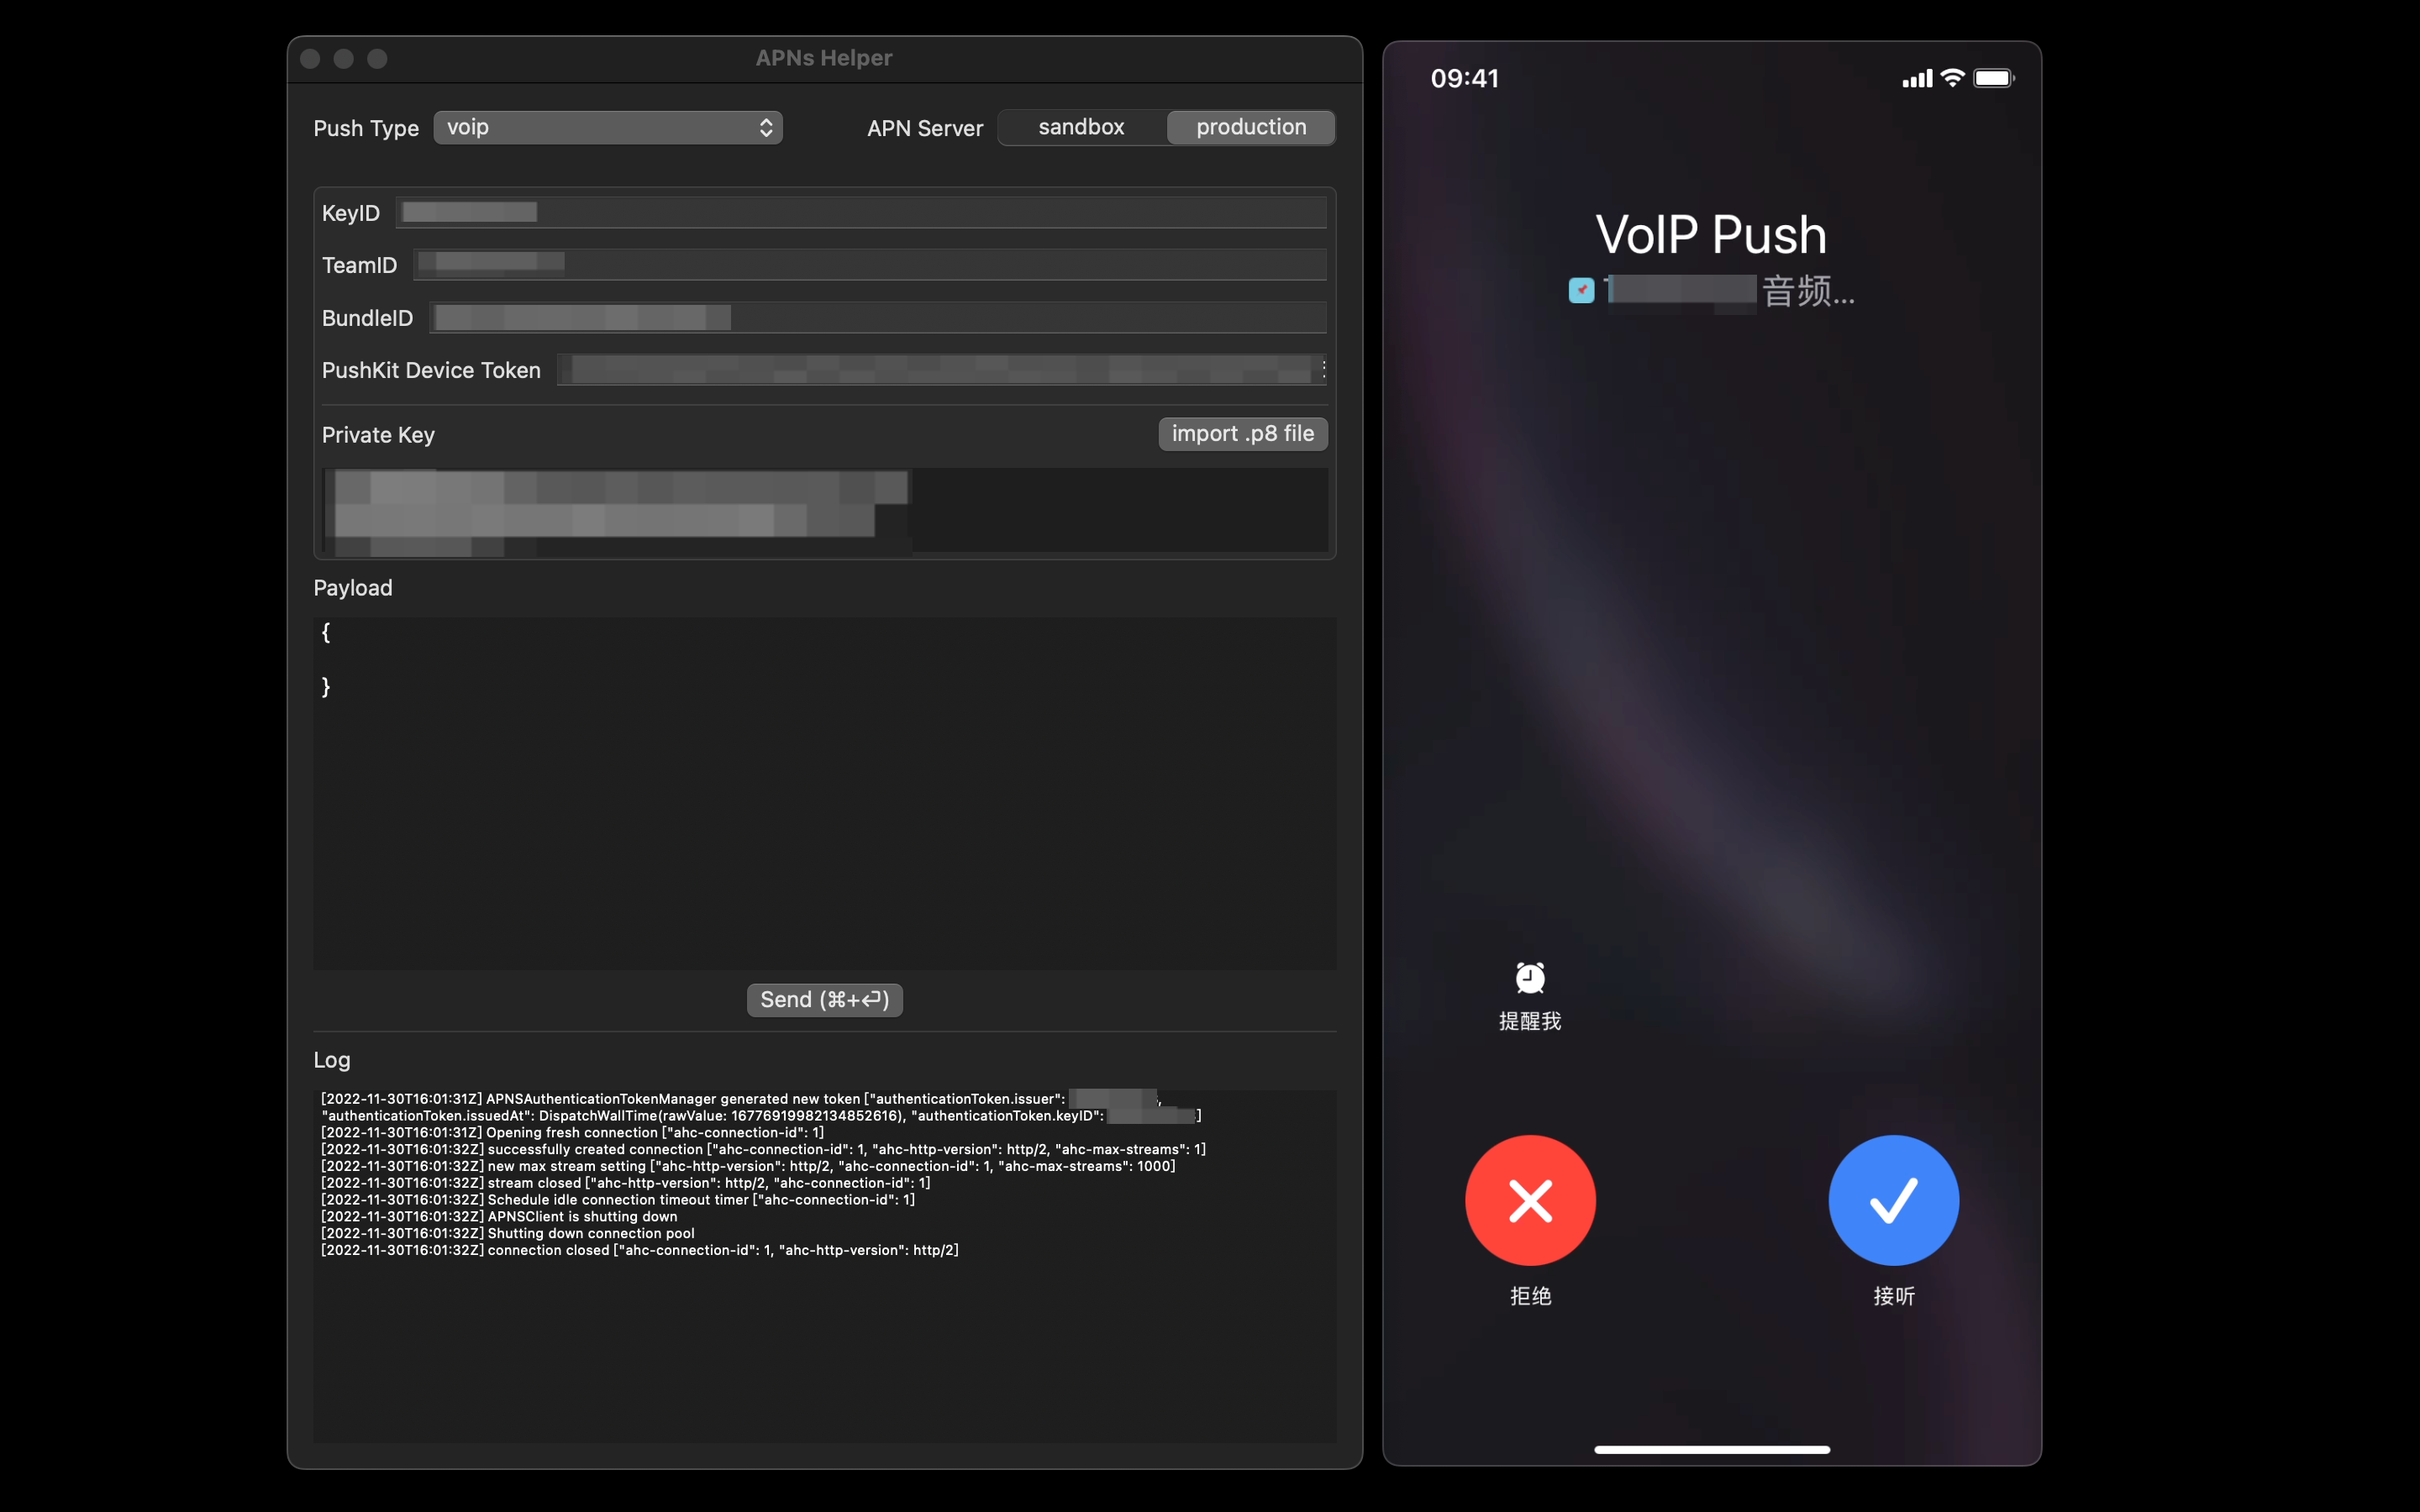 APNs Helper
Push Type voip APN Server sandbox production
KeyID
TeamID
BundleID
PushKit Device Token
Private Key import .p8 file
Payload
{
}
Send (⌘+⏎)
Log
[2022-11-30T16:01:31Z] APNSAuthenticationTokenManager generated new token ["authenticationToken.issuer": ,
"authenticationToken.issuedAt": DispatchWallTime(rawValue: 16776919982134852616), "authenticationToken.keyID": ]
[2022-11-30T16:01:31Z] Opening fresh connection ["ahc-connection-id": 1]
[2022-11-30T16:01:32Z] successfully created connection ["ahc-connection-id": 1, "ahc-http-version": http/2, "ahc-max-streams": 1]
[2022-11-30T16:01:32Z] new max stream setting ["ahc-http-version": http/2, "ahc-connection-id": 1, "ahc-max-streams": 1000]
[2022-11-30T16:01:32Z] stream closed ["ahc-http-version": http/2, "ahc-connection-id": 1]
[2022-11-30T16:01:32Z] Schedule idle connection timeout timer ["ahc-connection-id": 1]
[2022-11-30T16:01:32Z] APNSClient is shutting down
[2022-11-30T16:01:32Z] Shutting down connection pool
[2022-11-30T16:01:32Z] connection closed ["ahc-connection-id": 1, "ahc-http-version": http/2]
09:41
VoIP Push
音频...
提醒我
拒绝 接听